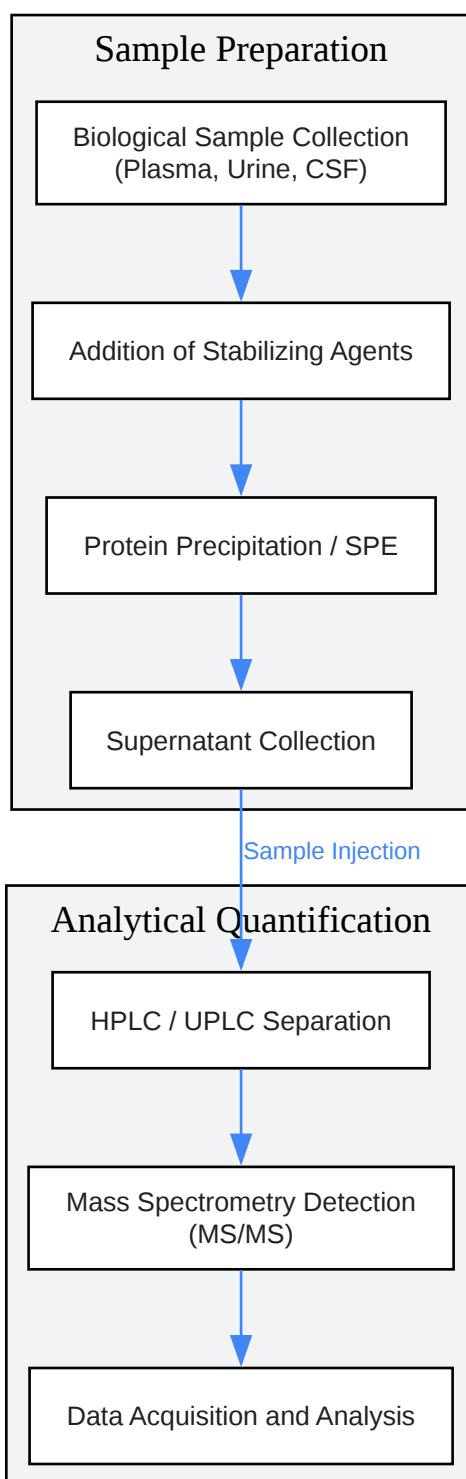 Sample Preparation
Biological Sample Collection
(Plasma, Urine, CSF)
Addition of Stabilizing Agents
Protein Precipitation / SPE
Supernatant Collection
Sample Injection
Analytical Quantification
HPLC / UPLC Separation
Mass Spectrometry Detection
(MS/MS)
Data Acquisition and Analysis